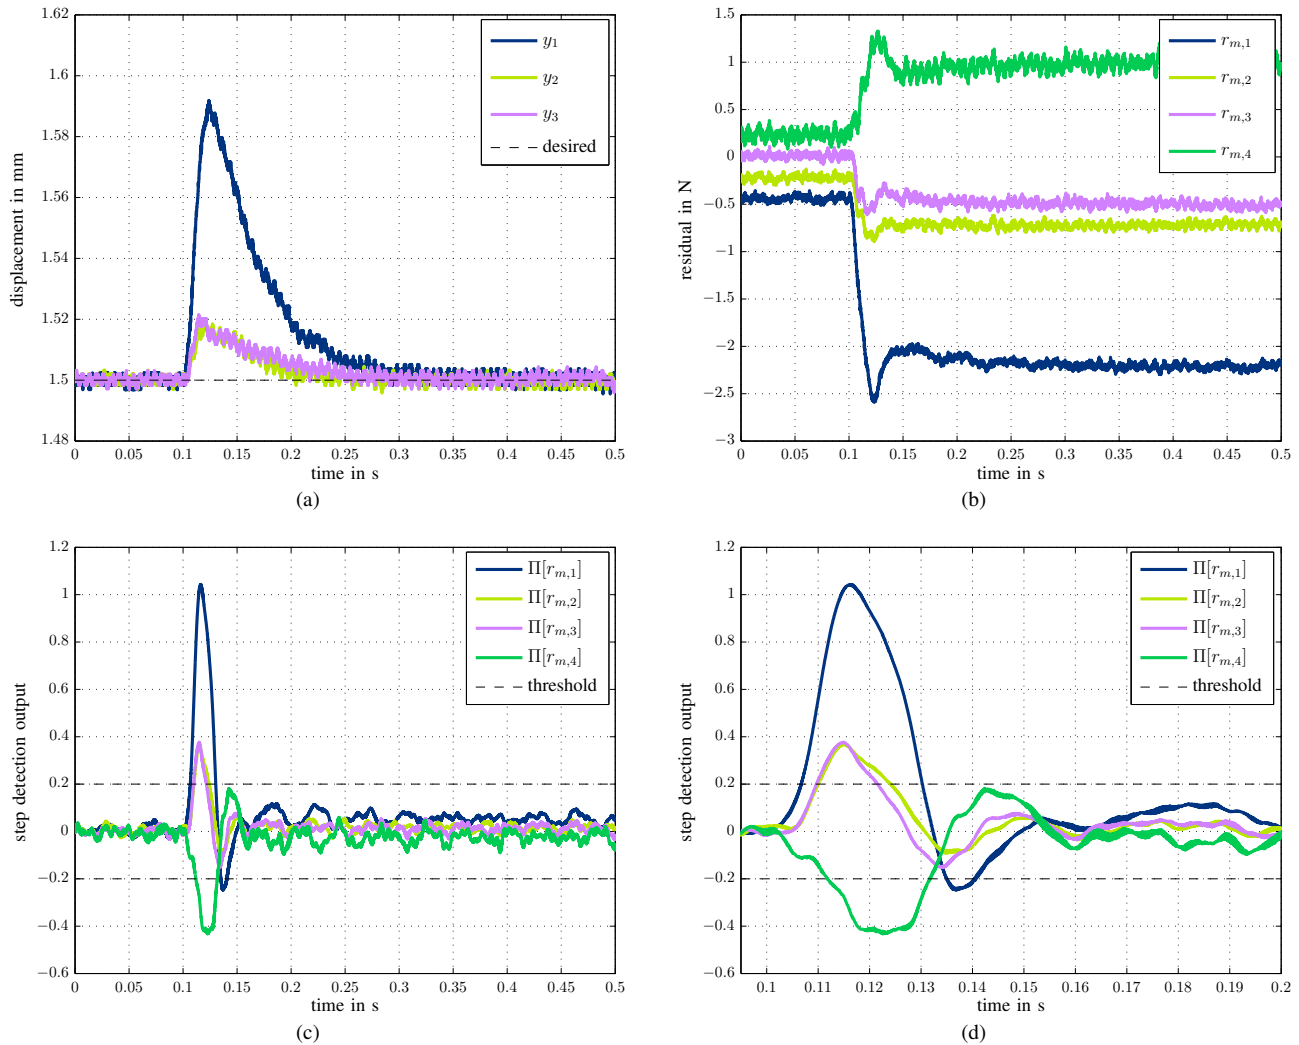 1.62
1.6
1.58
1.56
1.54
1.52
1.5
1.48
0 0.05 0.1 0.15 0.2 0.25 0.3 0.35 0.4 0.45 0.5
displacement in mm
time in s
y1
y2
y3
desired
(a)
1.5
1
0.5
0
−0.5
−1
−1.5
−2
−2.5
−3
0 0.05 0.1 0.15 0.2 0.25 0.3 0.35 0.4 0.45 0.5
residual in N
time in s
rm,1
rm,2
rm,3
rm,4
(b)
1.2
1
0.8
0.6
0.4
0.2
0
−0.2
−0.4
−0.6
0 0.05 0.1 0.15 0.2 0.25 0.3 0.35 0.4 0.45 0.5
step detection output
time in s
Π[rm,1]
Π[rm,2]
Π[rm,3]
Π[rm,4]
threshold
(c)
1.2
1
0.8
0.6
0.4
0.2
0
−0.2
−0.4
−0.6
0.1 0.11 0.12 0.13 0.14 0.15 0.16 0.17 0.18 0.19 0.2
step detection output
time in s
Π[rm,1]
Π[rm,2]
Π[rm,3]
Π[rm,4]
threshold
(d)